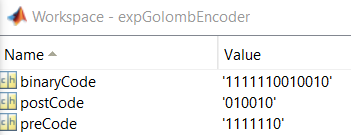 Workspace - expGolombEncoder
Name Value
binaryCode '1111110010010'
postCode '010010'
preCode '1111110'